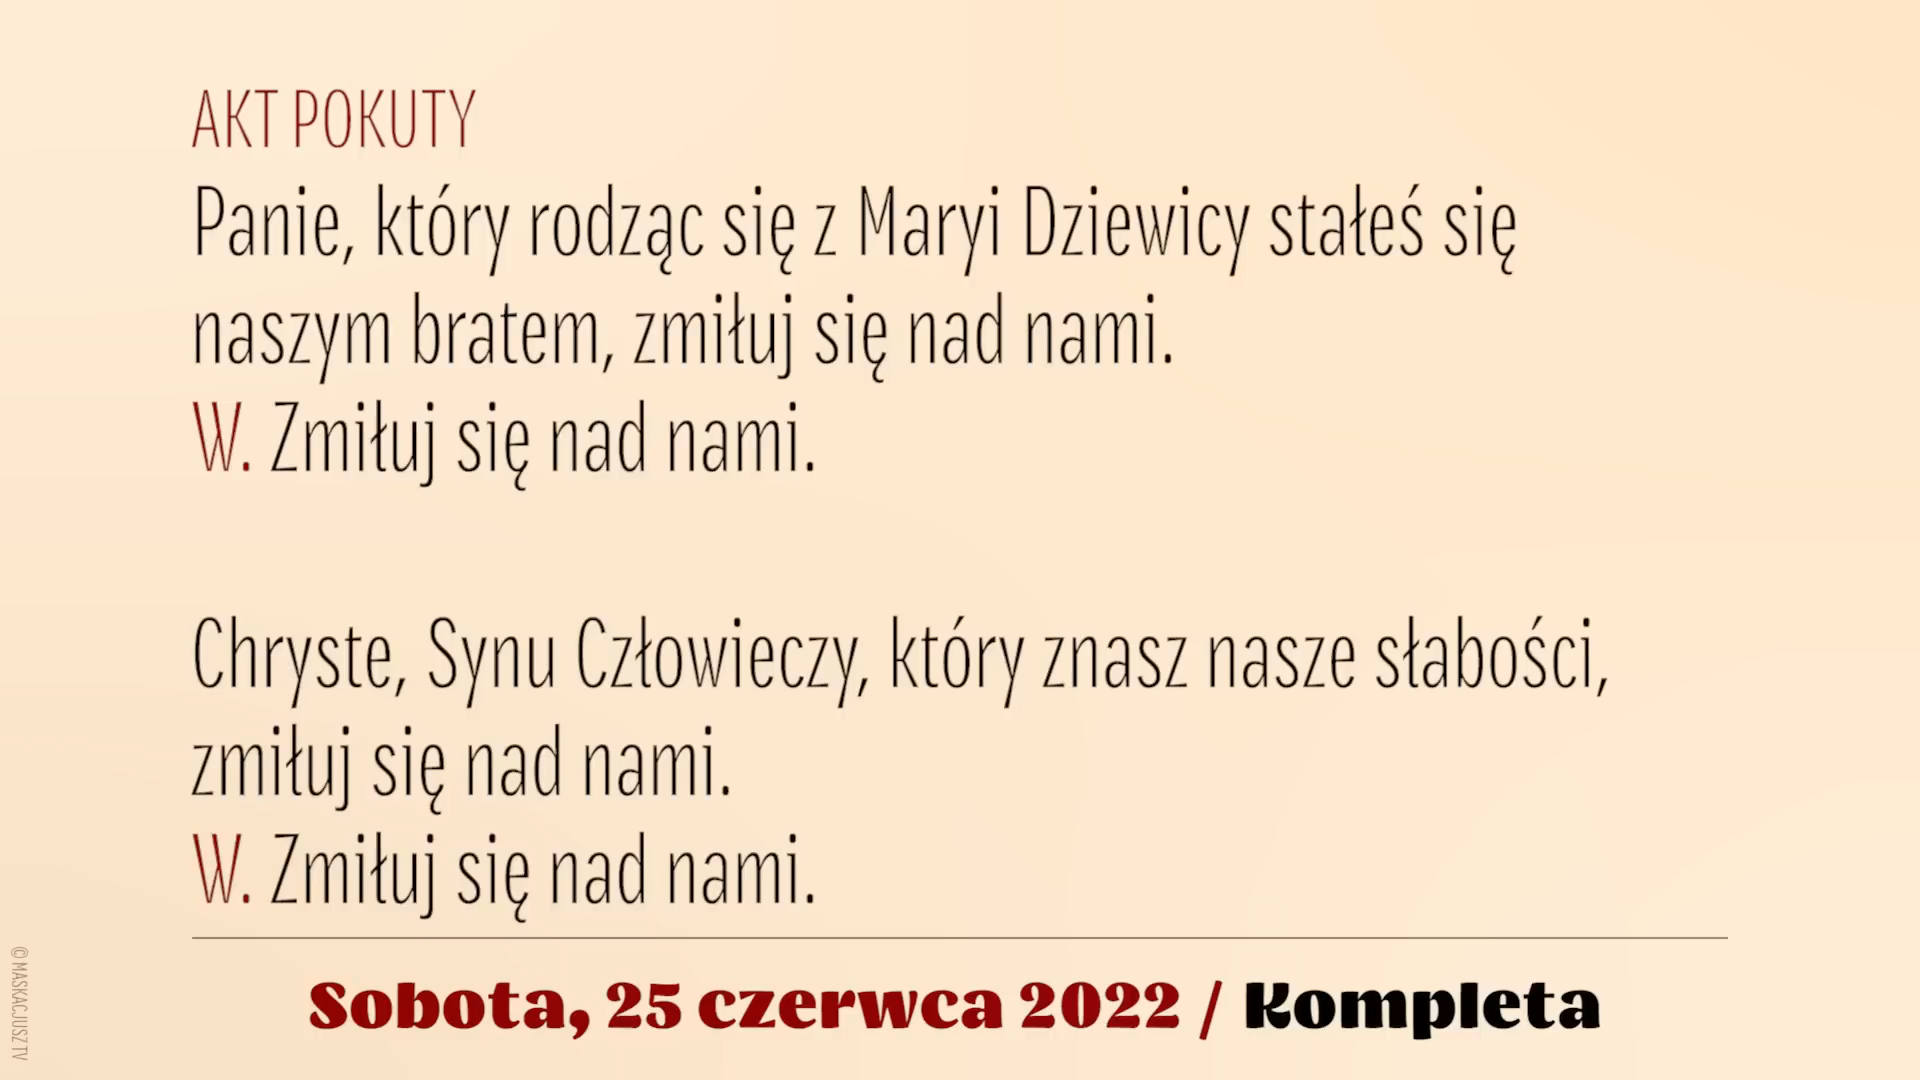 AKT POKUTY
Panie, który rodząc się z Maryi Dziewicy stałeś się
naszym bratem, zmiłuj się nad nami.
W. Zmiłuj się nad nami.
Chryste, Synu Człowieczy, który znasz nasze słabości,
zmiłuj się nad nami.
W. Zmiłuj się nad nami.
Sobota, 25 czerwca 2022 / Kompleta
© MASKACJUSZ TV